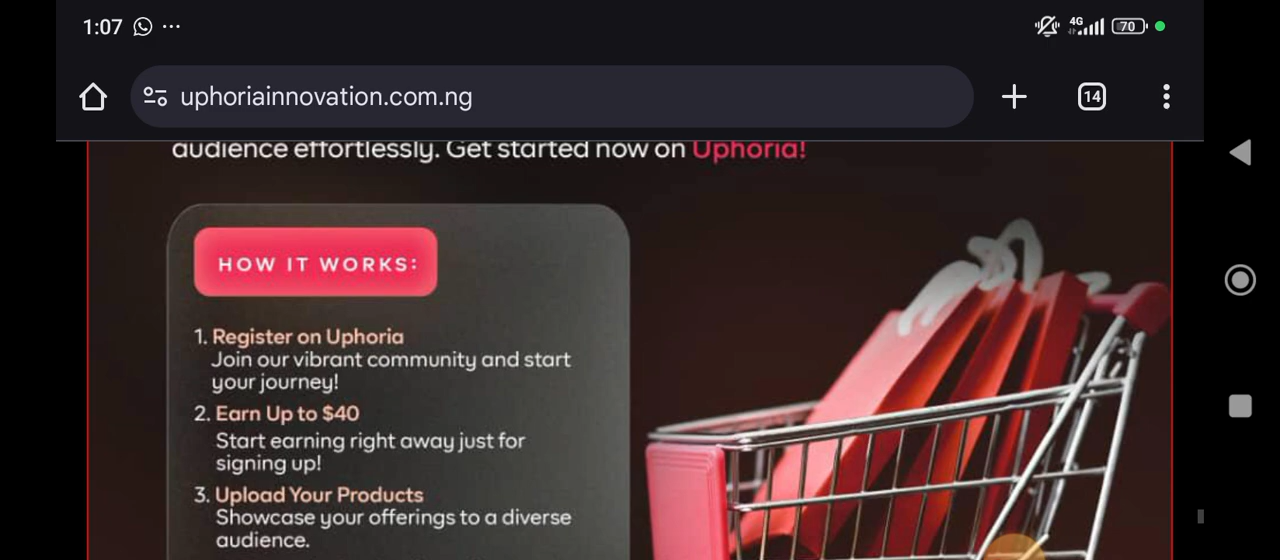 1:07
4G
70
uphoriainnovation.com.ng
14
audience effortlessly. Get started now on Uphoria!
HOW IT WORKS:
1. Register on Uphoria
Join our vibrant community and start
your journey!
2. Earn Up to $40
Start earning right away just for
signing up!
3. Upload Your Products
Showcase your offerings to a diverse
audience.